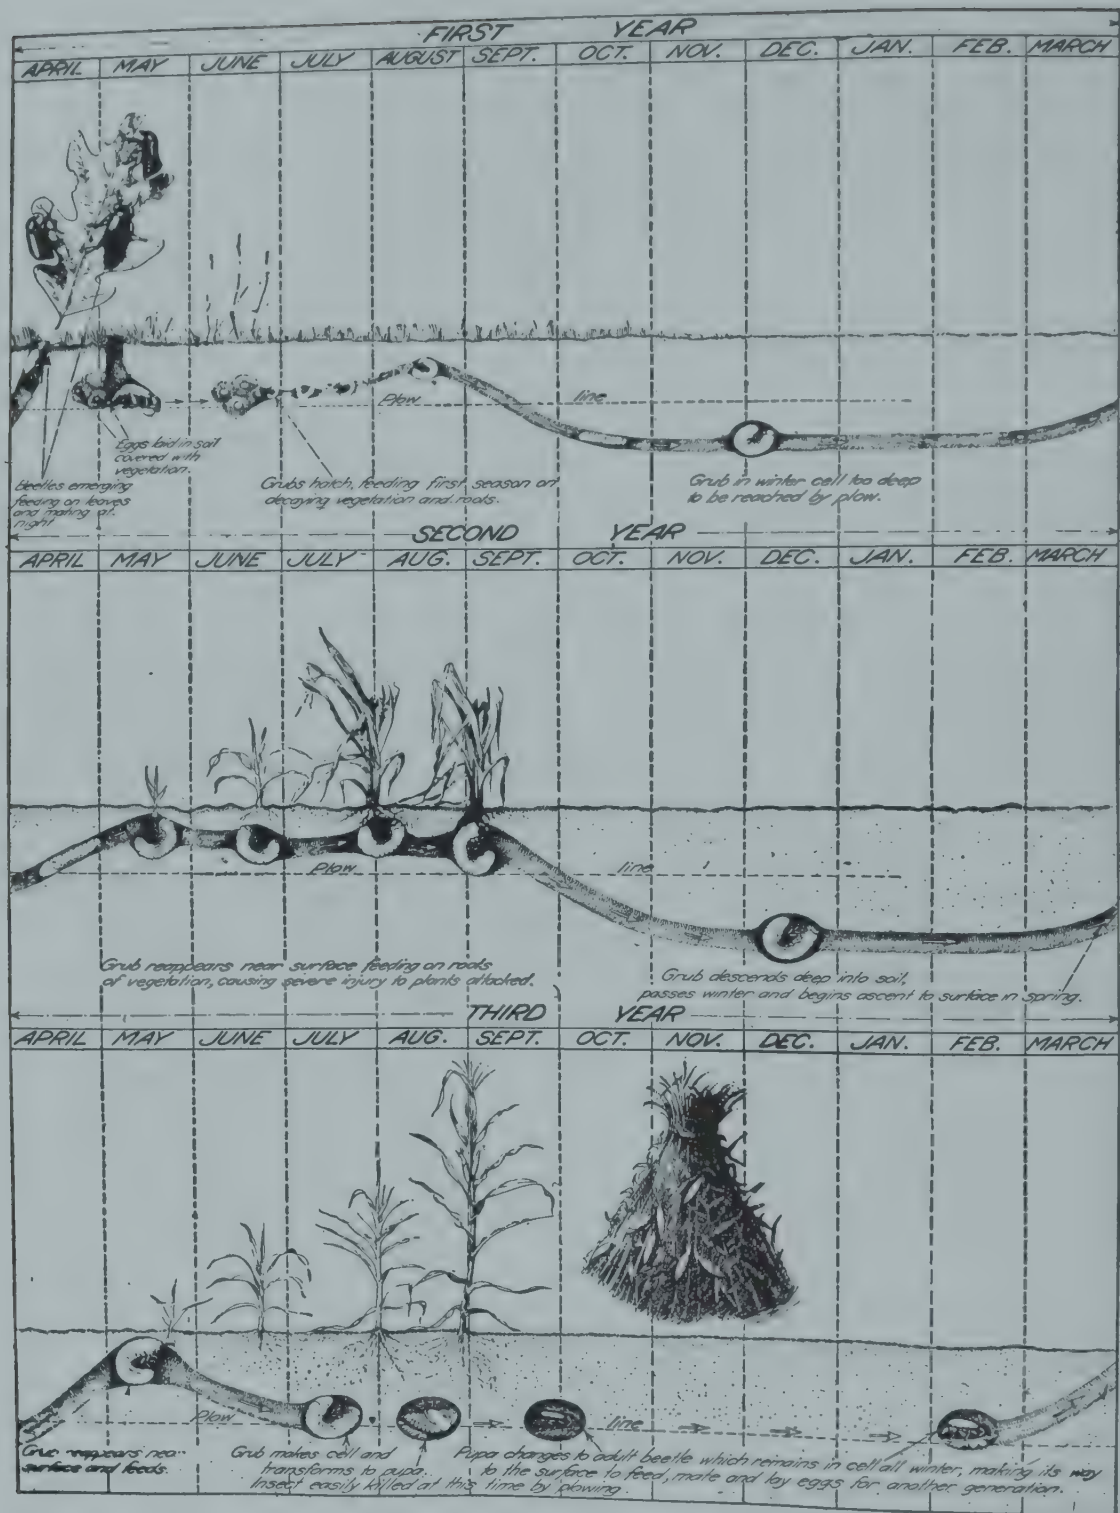 FIRST YEAR
APRIL MAY JUNE JULY AUGUST SEPT. OCT. NOV. DEC. JAN. FEB. MARCH
Plow line
Eggs laid in soil
covered with
vegetation.
Beetles emerging
feeding on leaves
and mating at
night
Grubs hatch, feeding first season on
decaying vegetation and roots.
Grub in winter cell too deep
to be reached by plow.
SECOND YEAR
APRIL MAY JUNE JULY AUG. SEPT. OCT. NOV. DEC. JAN. FEB. MARCH
Plow line
Grub reappears near surface feeding on roots
of vegetation, causing severe injury to plants attacked.
Grub descends deep into soil,
passes winter and begins ascent to surface in spring.
THIRD YEAR
APRIL MAY JUNE JULY AUG. SEPT. OCT. NOV. DEC. JAN. FEB. MARCH
Plow line
Grub reappears near
surface and feeds.
Grub makes cell and
transforms to pupa.
Insect easily killed at this time by plowing.
Pupa changes to adult beetle which remains in cell all winter, making its way
to the surface to feed, mate and lay eggs for another generation.